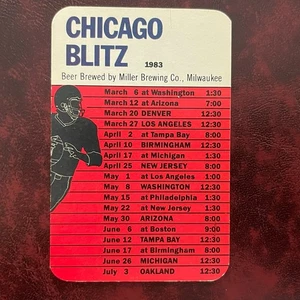 CHICAGO
BLITZ 1983
Beer Brewed by Miller Brewing Co., Milwaukee
March 6 at Washington 1:30
March 12 at Arizona 7:00
March 20 DENVER 12:30
March 27 LOS ANGELES 12:30
April 2 at Tampa Bay 8:00
April 10 BIRMINGHAM 12:30
April 17 at Michigan 1:30
April 25 NEW JERSEY 8:00
May 1 at Los Angeles 1:00
May 8 WASHINGTON 12:30
May 15 at Philadelphia 1:30
May 22 at New Jersey 1:30
May 30 ARIZONA 8:00
June 6 at Boston 9:00
June 12 TAMPA BAY 12:30
June 17 at Birmingham 8:00
June 26 MICHIGAN 12:30
July 3 OAKLAND 12:30